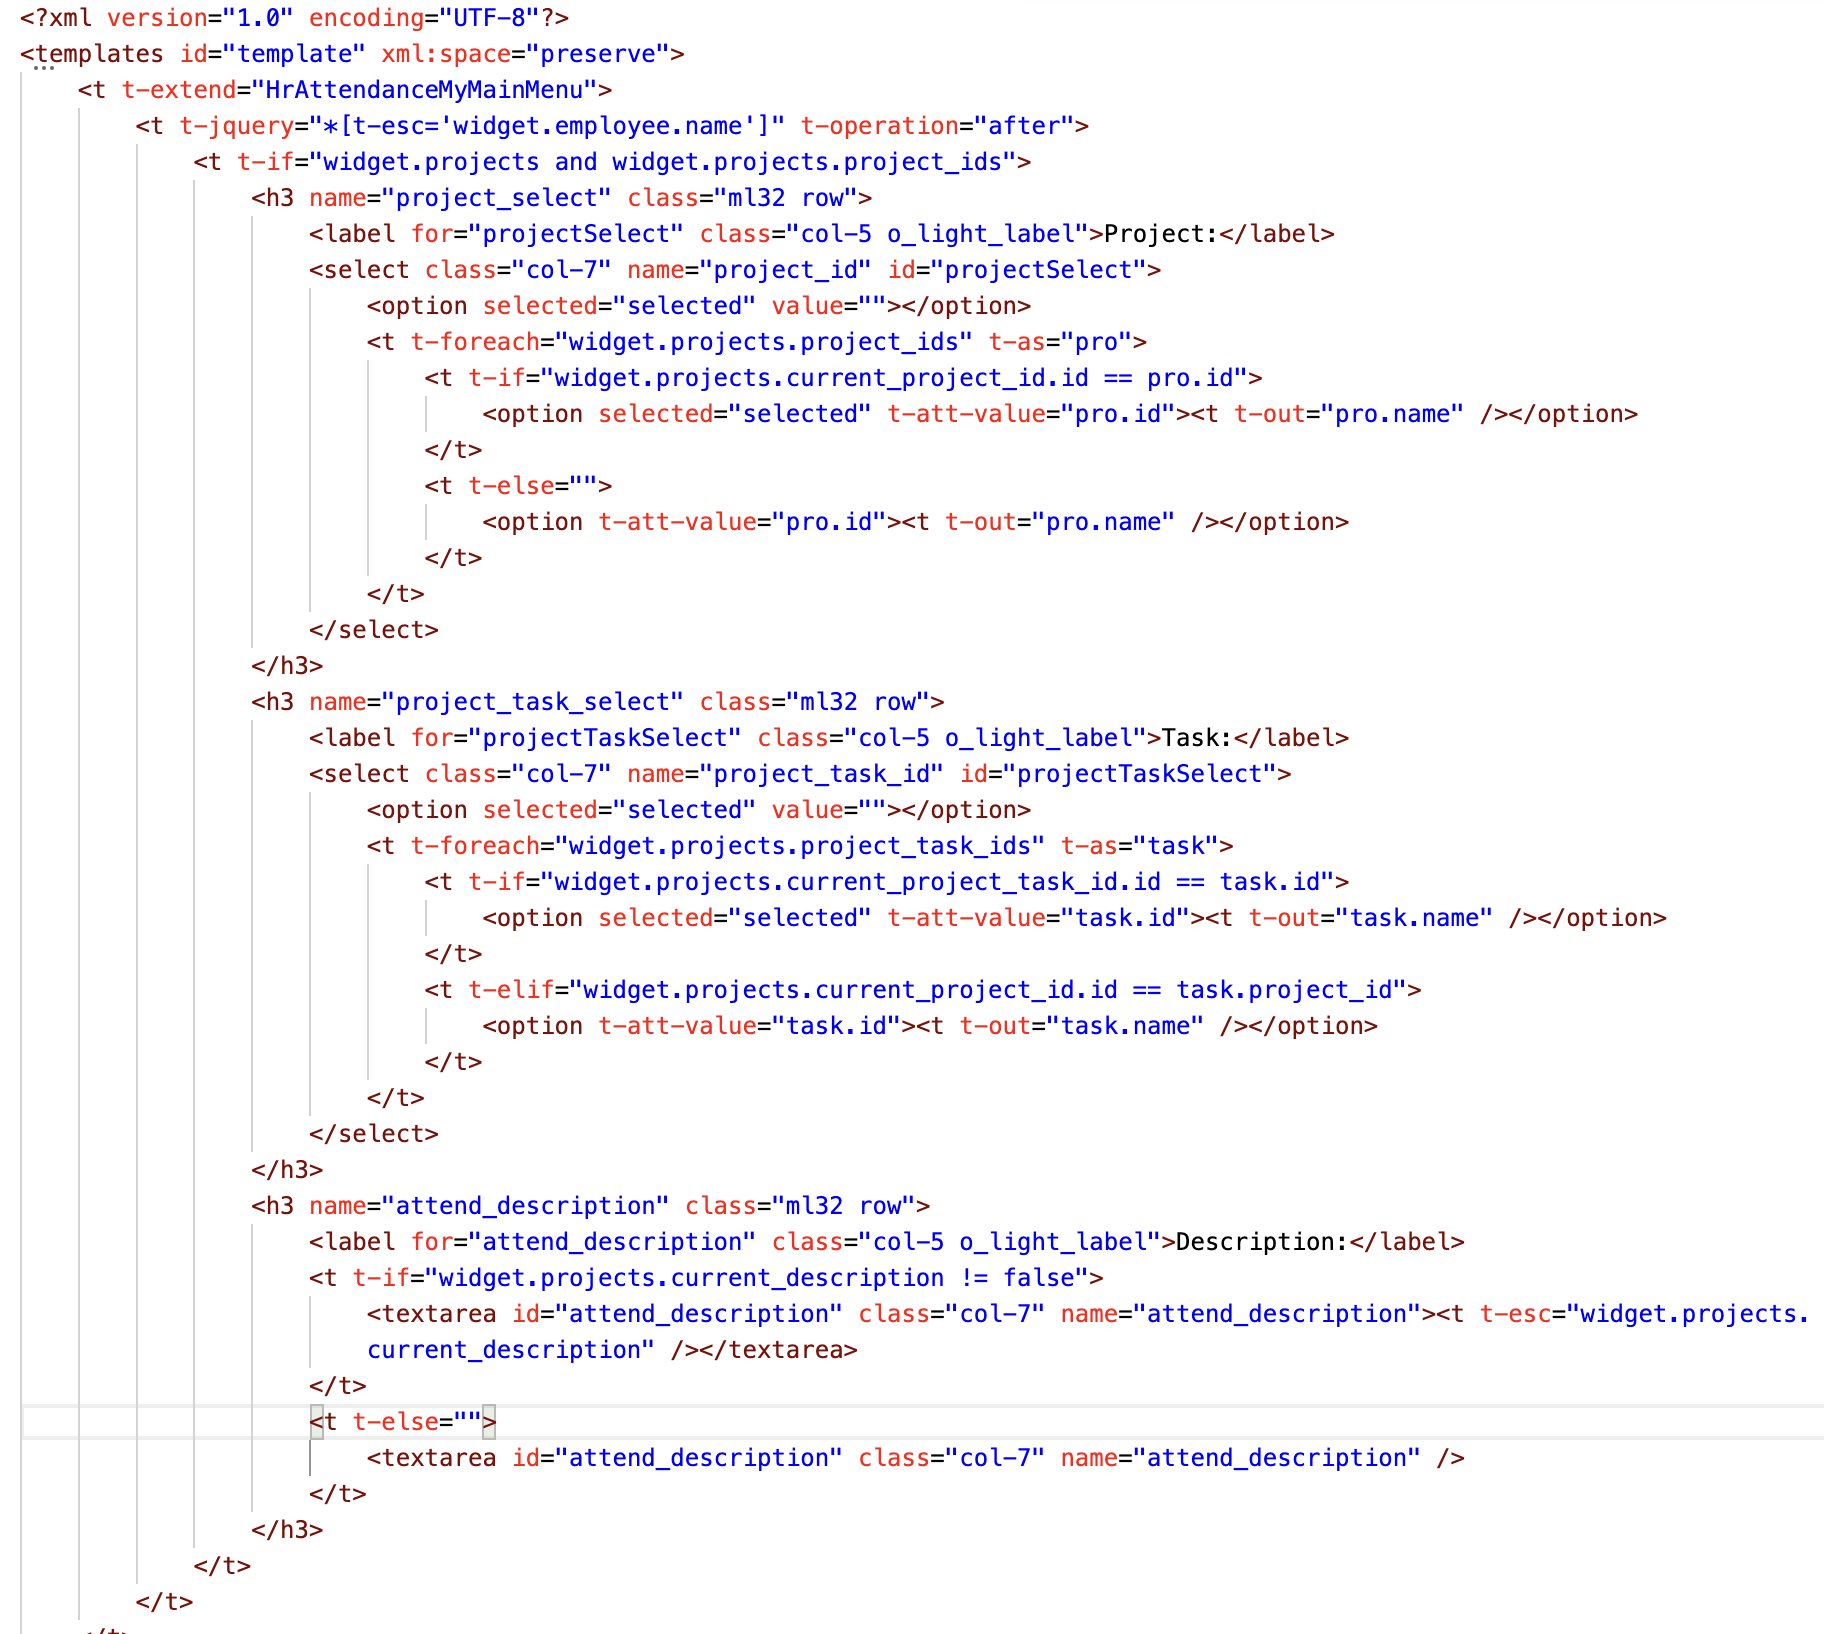 <?xml version="1.0" encoding="UTF-8"?>
<templates id="template" xml:space="preserve">
    <t t-extend="HrAttendanceMyMainMenu">
        <t t-jquery="*[t-esc='widget.employee.name']" t-operation="after">
            <t t-if="widget.projects and widget.projects.project_ids">
                <h3 name="project_select" class="ml32 row">
                    <label for="projectSelect" class="col-5 o_light_label">Project:</label>
                    <select class="col-7" name="project_id" id="projectSelect">
                        <option selected="selected" value=""></option>
                        <t t-foreach="widget.projects.project_ids" t-as="pro">
                            <t t-if="widget.projects.current_project_id.id == pro.id">
                                <option selected="selected" t-att-value="pro.id"><t t-out="pro.name" /></option>
                            </t>
                            <t t-else="">
                                <option t-att-value="pro.id"><t t-out="pro.name" /></option>
                            </t>
                        </t>
                    </select>
                </h3>
                <h3 name="project_task_select" class="ml32 row">
                    <label for="projectTaskSelect" class="col-5 o_light_label">Task:</label>
                    <select class="col-7" name="project_task_id" id="projectTaskSelect">
                        <option selected="selected" value=""></option>
                        <t t-foreach="widget.projects.project_task_ids" t-as="task">
                            <t t-if="widget.projects.current_project_task_id.id == task.id">
                                <option selected="selected" t-att-value="task.id"><t t-out="task.name" /></option>
                            </t>
                            <t t-elif="widget.projects.current_project_id.id == task.project_id">
                                <option t-att-value="task.id"><t t-out="task.name" /></option>
                            </t>
                        </t>
                    </select>
                </h3>
                <h3 name="attend_description" class="ml32 row">
                    <label for="attend_description" class="col-5 o_light_label">Description:</label>
                    <t t-if="widget.projects.current_description != false">
                        <textarea id="attend_description" class="col-7" name="attend_description"><t t-esc="widget.projects.
                        current_description" /></textarea>
                    </t>
                    <t t-else="">
                        <textarea id="attend_description" class="col-7" name="attend_description" />
                    </t>
                </h3>
            </t>
        </t>
    </t>